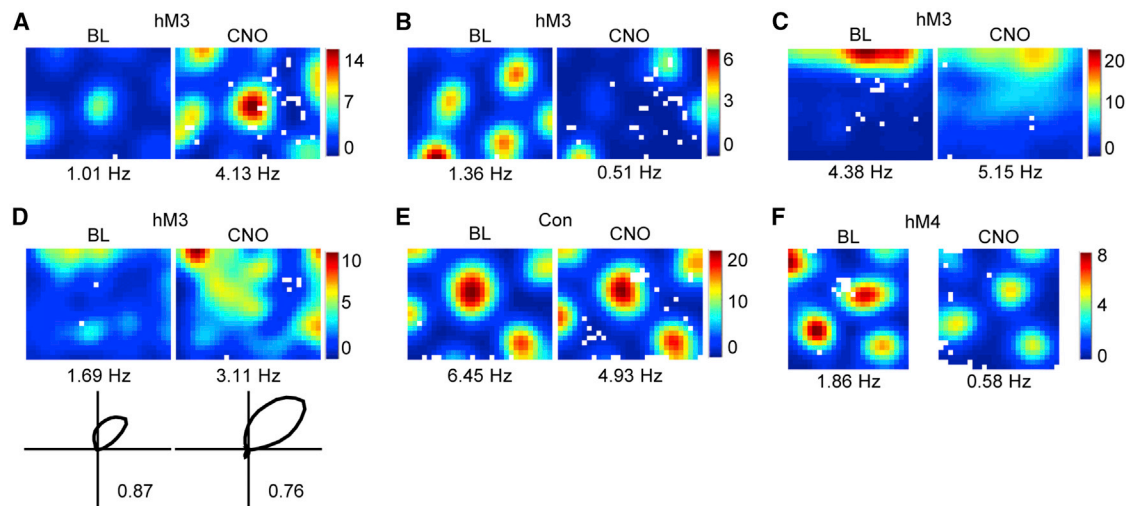 A hM3
BL CNO
14
7
0
1.01 Hz 4.13 Hz
B hM3
BL CNO
6
3
0
1.36 Hz 0.51 Hz
C hM3
BL CNO
20
10
0
4.38 Hz 5.15 Hz
D hM3
BL CNO
10
5
0
1.69 Hz 3.11 Hz
0.87 0.76
E Con
BL CNO
20
10
0
6.45 Hz 4.93 Hz
F hM4
BL CNO
8
4
0
1.86 Hz 0.58 Hz